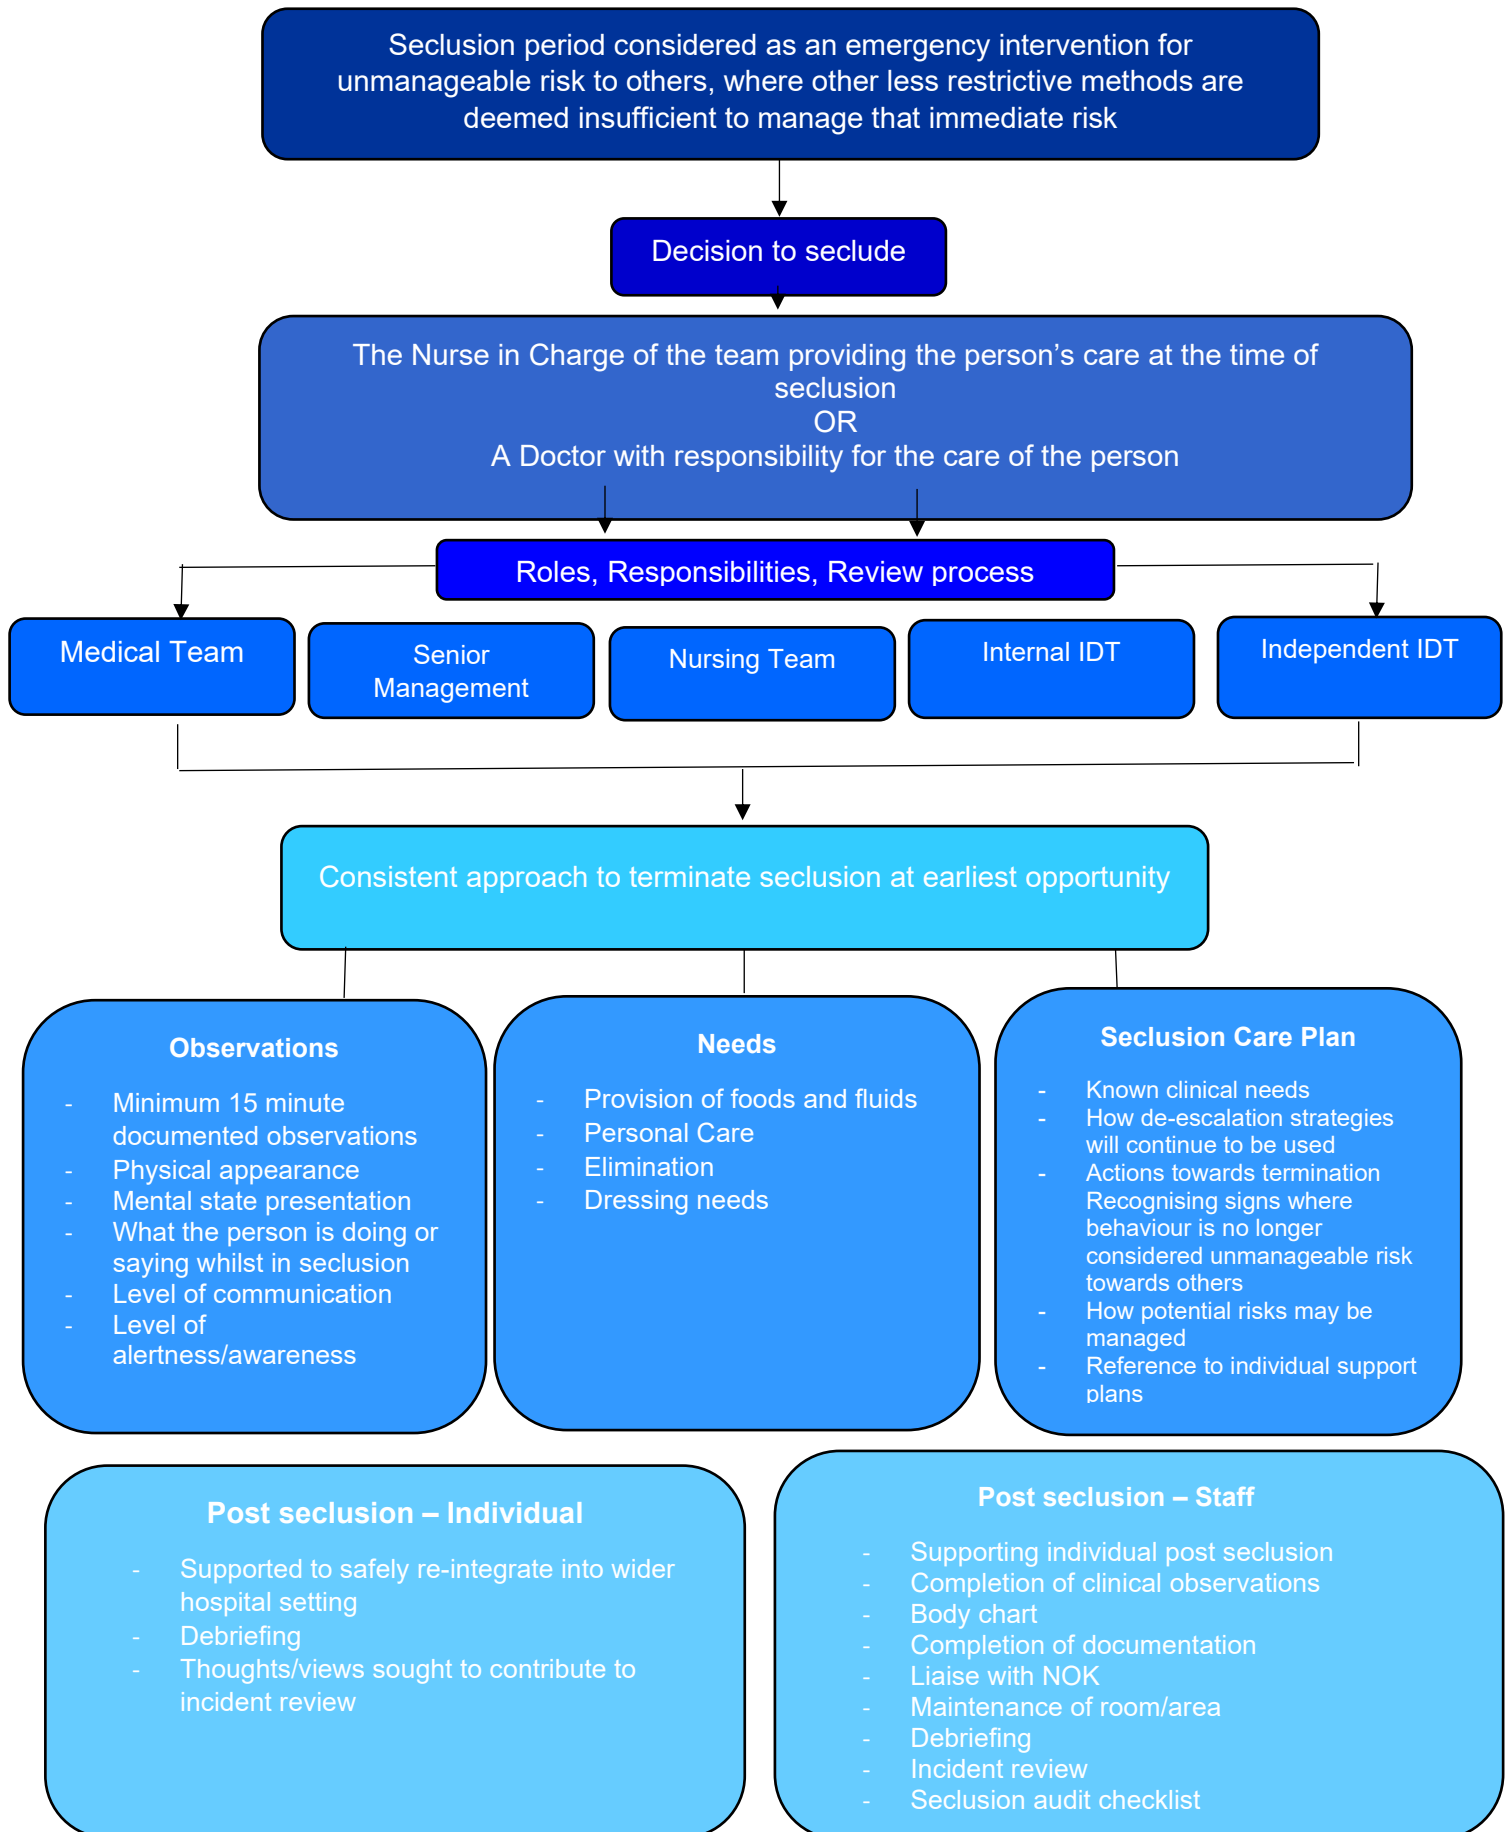 Seclusion period considered as an emergency intervention for
unmanageable risk to others, where other less restrictive methods are
deemed insufficient to manage that immediate risk
Decision to seclude
The Nurse in Charge of the team providing the person’s care at the time of
seclusion
OR
A Doctor with responsibility for the care of the person
Roles, Responsibilities, Review process
Medical Team
Senior
Management
Nursing Team
Internal IDT
Independent IDT
Consistent approach to terminate seclusion at earliest opportunity
Observations
- Minimum 15 minute
documented observations
- Physical appearance
- Mental state presentation
- What the person is doing or
saying whilst in seclusion
- Level of communication
- Level of
alertness/awareness
Needs
- Provision of foods and fluids
- Personal Care
- Elimination
- Dressing needs
Seclusion Care Plan
- Known clinical needs
- How de-escalation strategies
will continue to be used
- Actions towards termination
Recognising signs where
behaviour is no longer
considered unmanageable risk
towards others
- How potential risks may be
managed
- Reference to individual support
plans
Post seclusion – Individual
- Supported to safely re-integrate into wider
hospital setting
- Debriefing
- Thoughts/views sought to contribute to
incident review
Post seclusion – Staff
- Supporting individual post seclusion
- Completion of clinical observations
- Body chart
- Completion of documentation
- Liaise with NOK
- Maintenance of room/area
- Debriefing
- Incident review
- Seclusion audit checklist